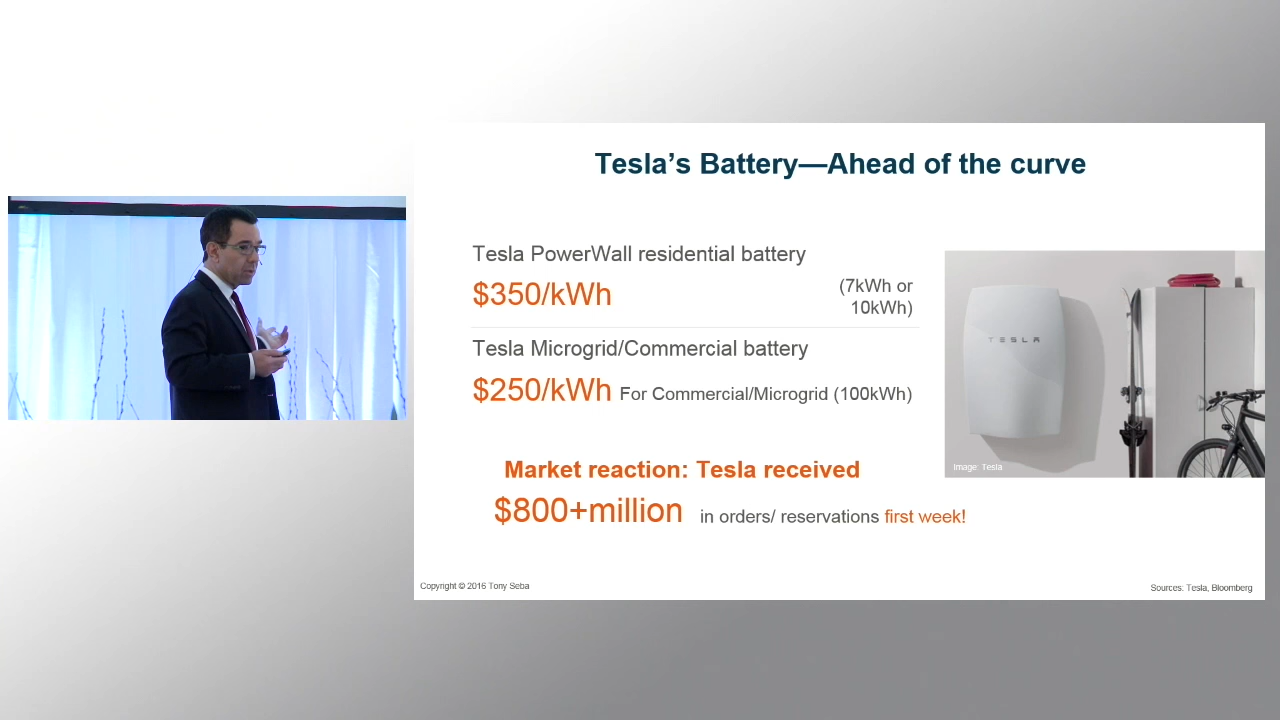 Tesla’s Battery—Ahead of the curve
Tesla PowerWall residential battery
$350/kWh
(7kWh or
10kWh)
Tesla Microgrid/Commercial battery
$250/kWh For Commercial/Microgrid (100kWh)
TESLA
Image: Tesla
Market reaction: Tesla received
$800+million in orders/ reservations first week!
Copyright © 2016 Tony Seba
Sources: Tesla, Bloomberg